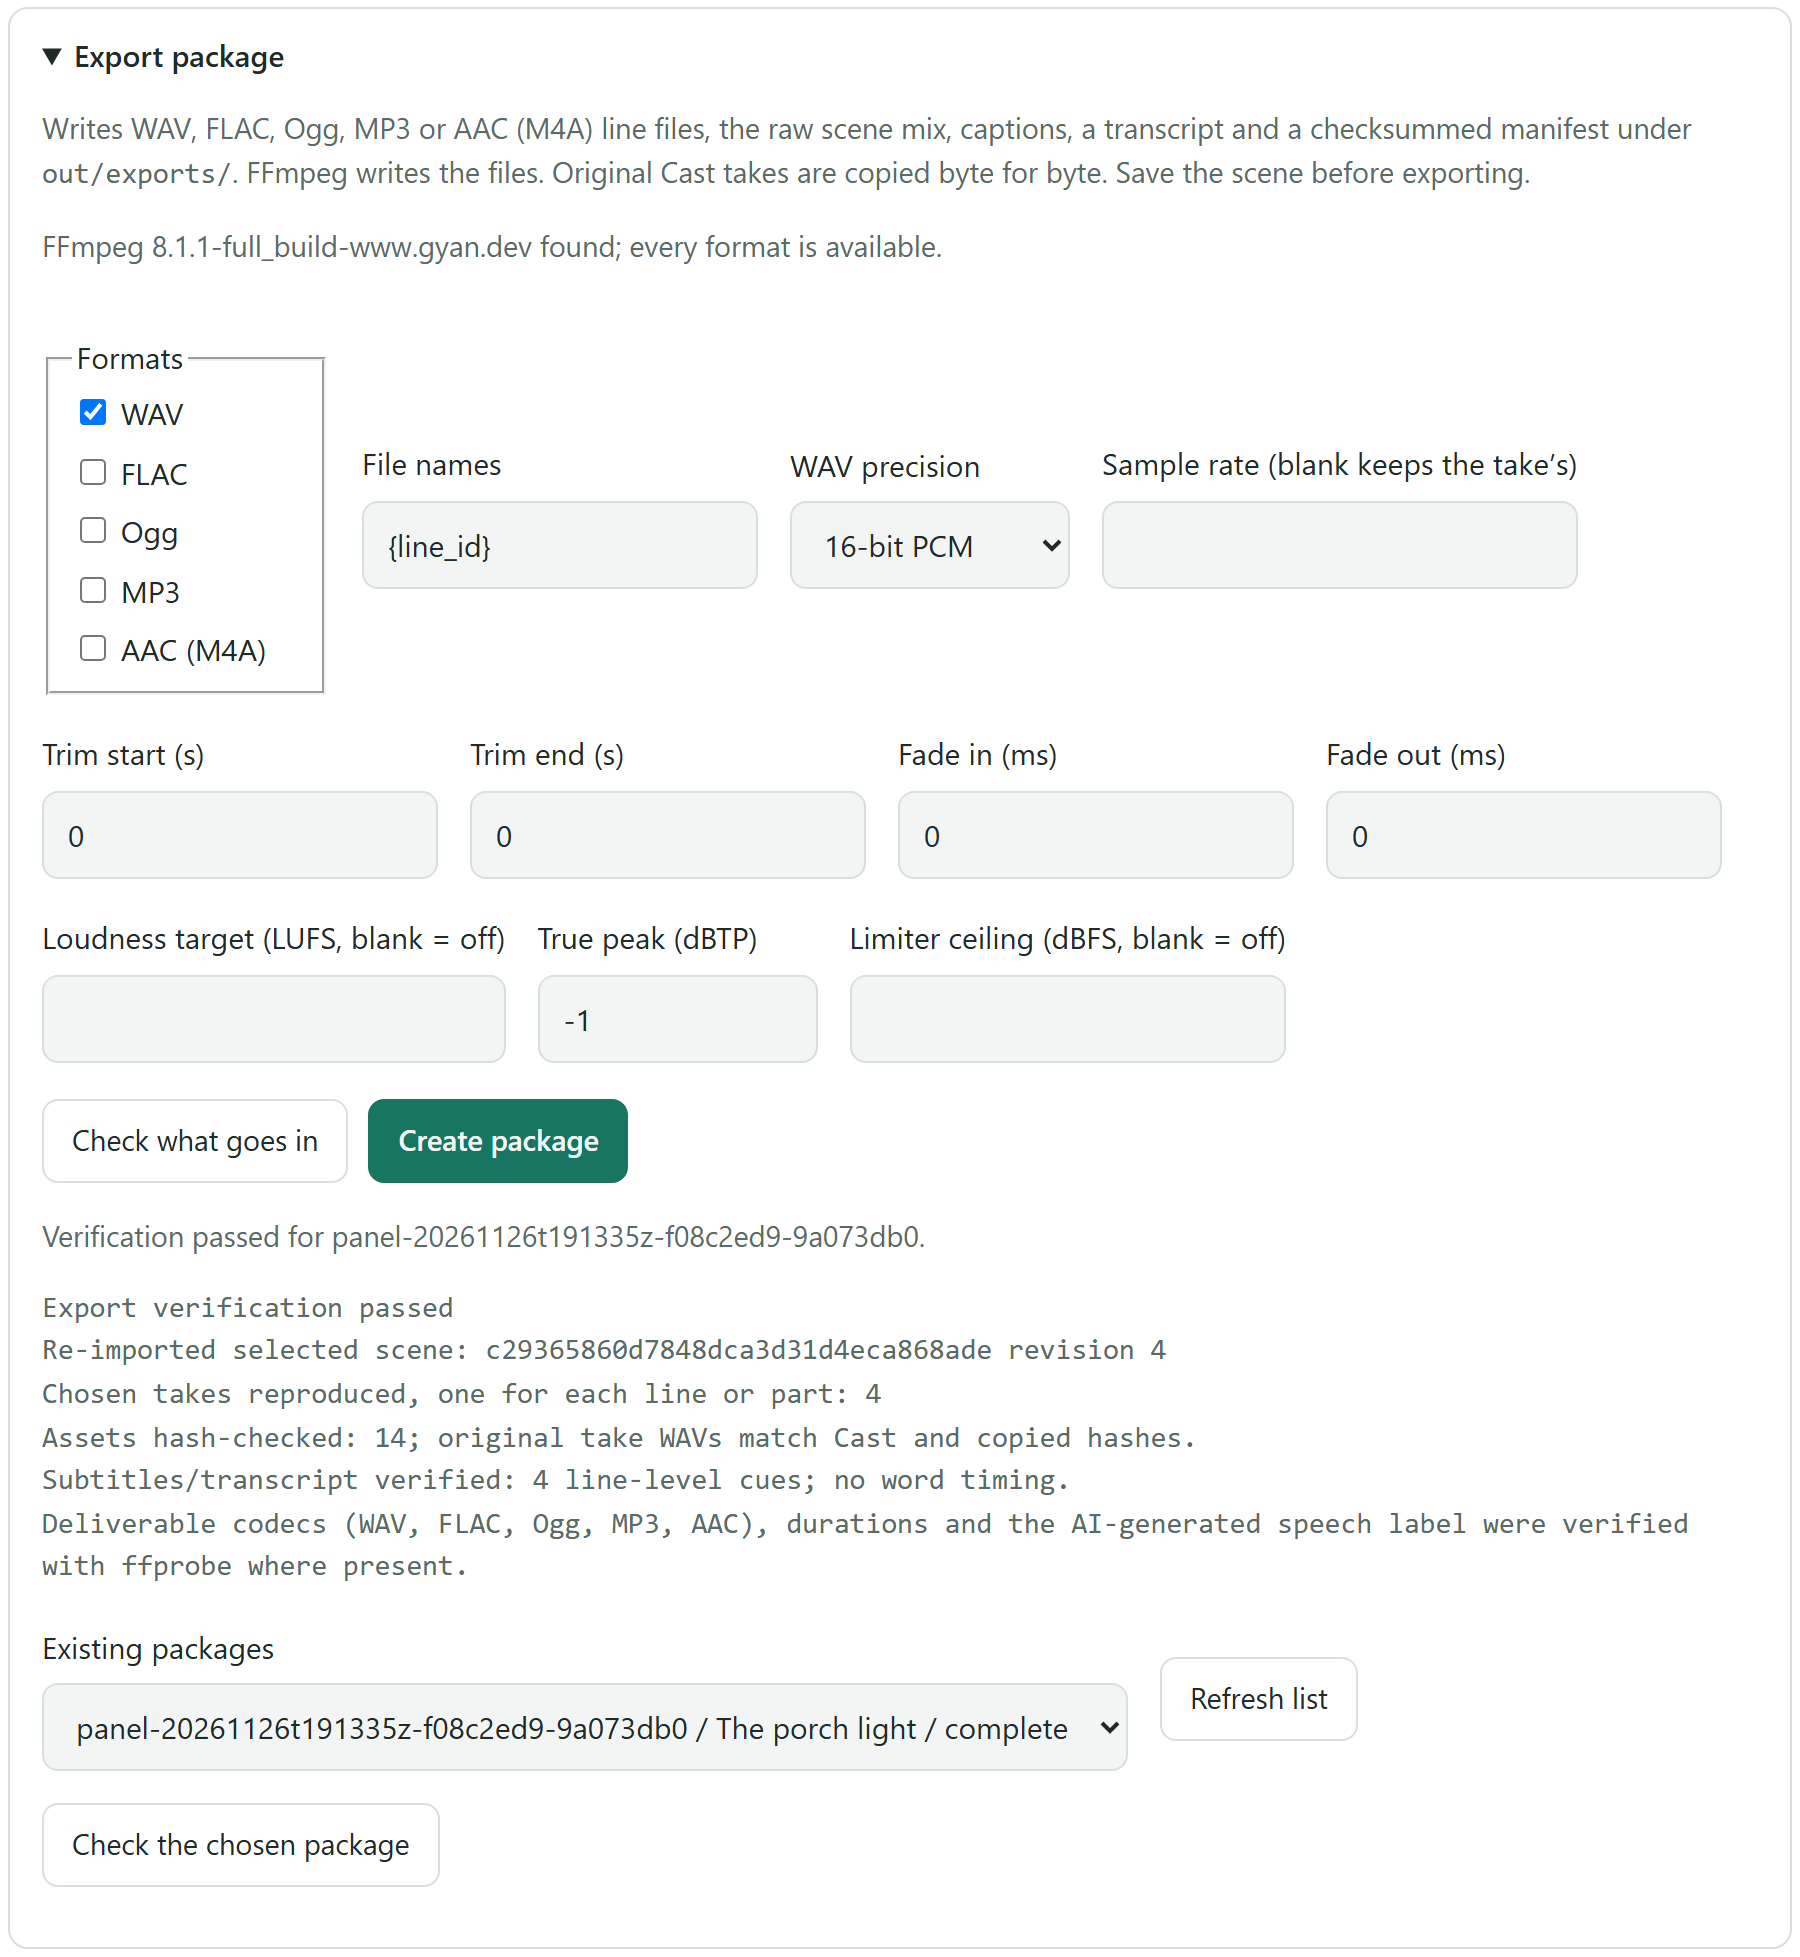 Export package
Writes WAV, FLAC, Ogg, MP3 or AAC (M4A) line files, the raw scene mix, captions, a transcript and a checksummed manifest under
out/exports/. FFmpeg writes the files. Original Cast takes are copied byte for byte. Save the scene before exporting.
FFmpeg 8.1.1-full_build-www.gyan.dev found; every format is available.
Formats
WAV
FLAC
Ogg
MP3
AAC (M4A)
File names
{line_id}
WAV precision
16-bit PCM
Sample rate (blank keeps the take’s)
Trim start (s)
0
Trim end (s)
0
Fade in (ms)
0
Fade out (ms)
0
Loudness target (LUFS, blank = off)
True peak (dBTP)
-1
Limiter ceiling (dBFS, blank = off)
Check what goes in
Create package
Verification passed for panel-20261126t191335z-f08c2ed9-9a073db0.
Export verification passed
Re-imported selected scene: c29365860d7848dca3d31d4eca868ade revision 4
Chosen takes reproduced, one for each line or part: 4
Assets hash-checked: 14; original take WAVs match Cast and copied hashes.
Subtitles/transcript verified: 4 line-level cues; no word timing.
Deliverable codecs (WAV, FLAC, Ogg, MP3, AAC), durations and the AI-generated speech label were verified
with ffprobe where present.
Existing packages
panel-20261126t191335z-f08c2ed9-9a073db0 / The porch light / complete
Refresh list
Check the chosen package